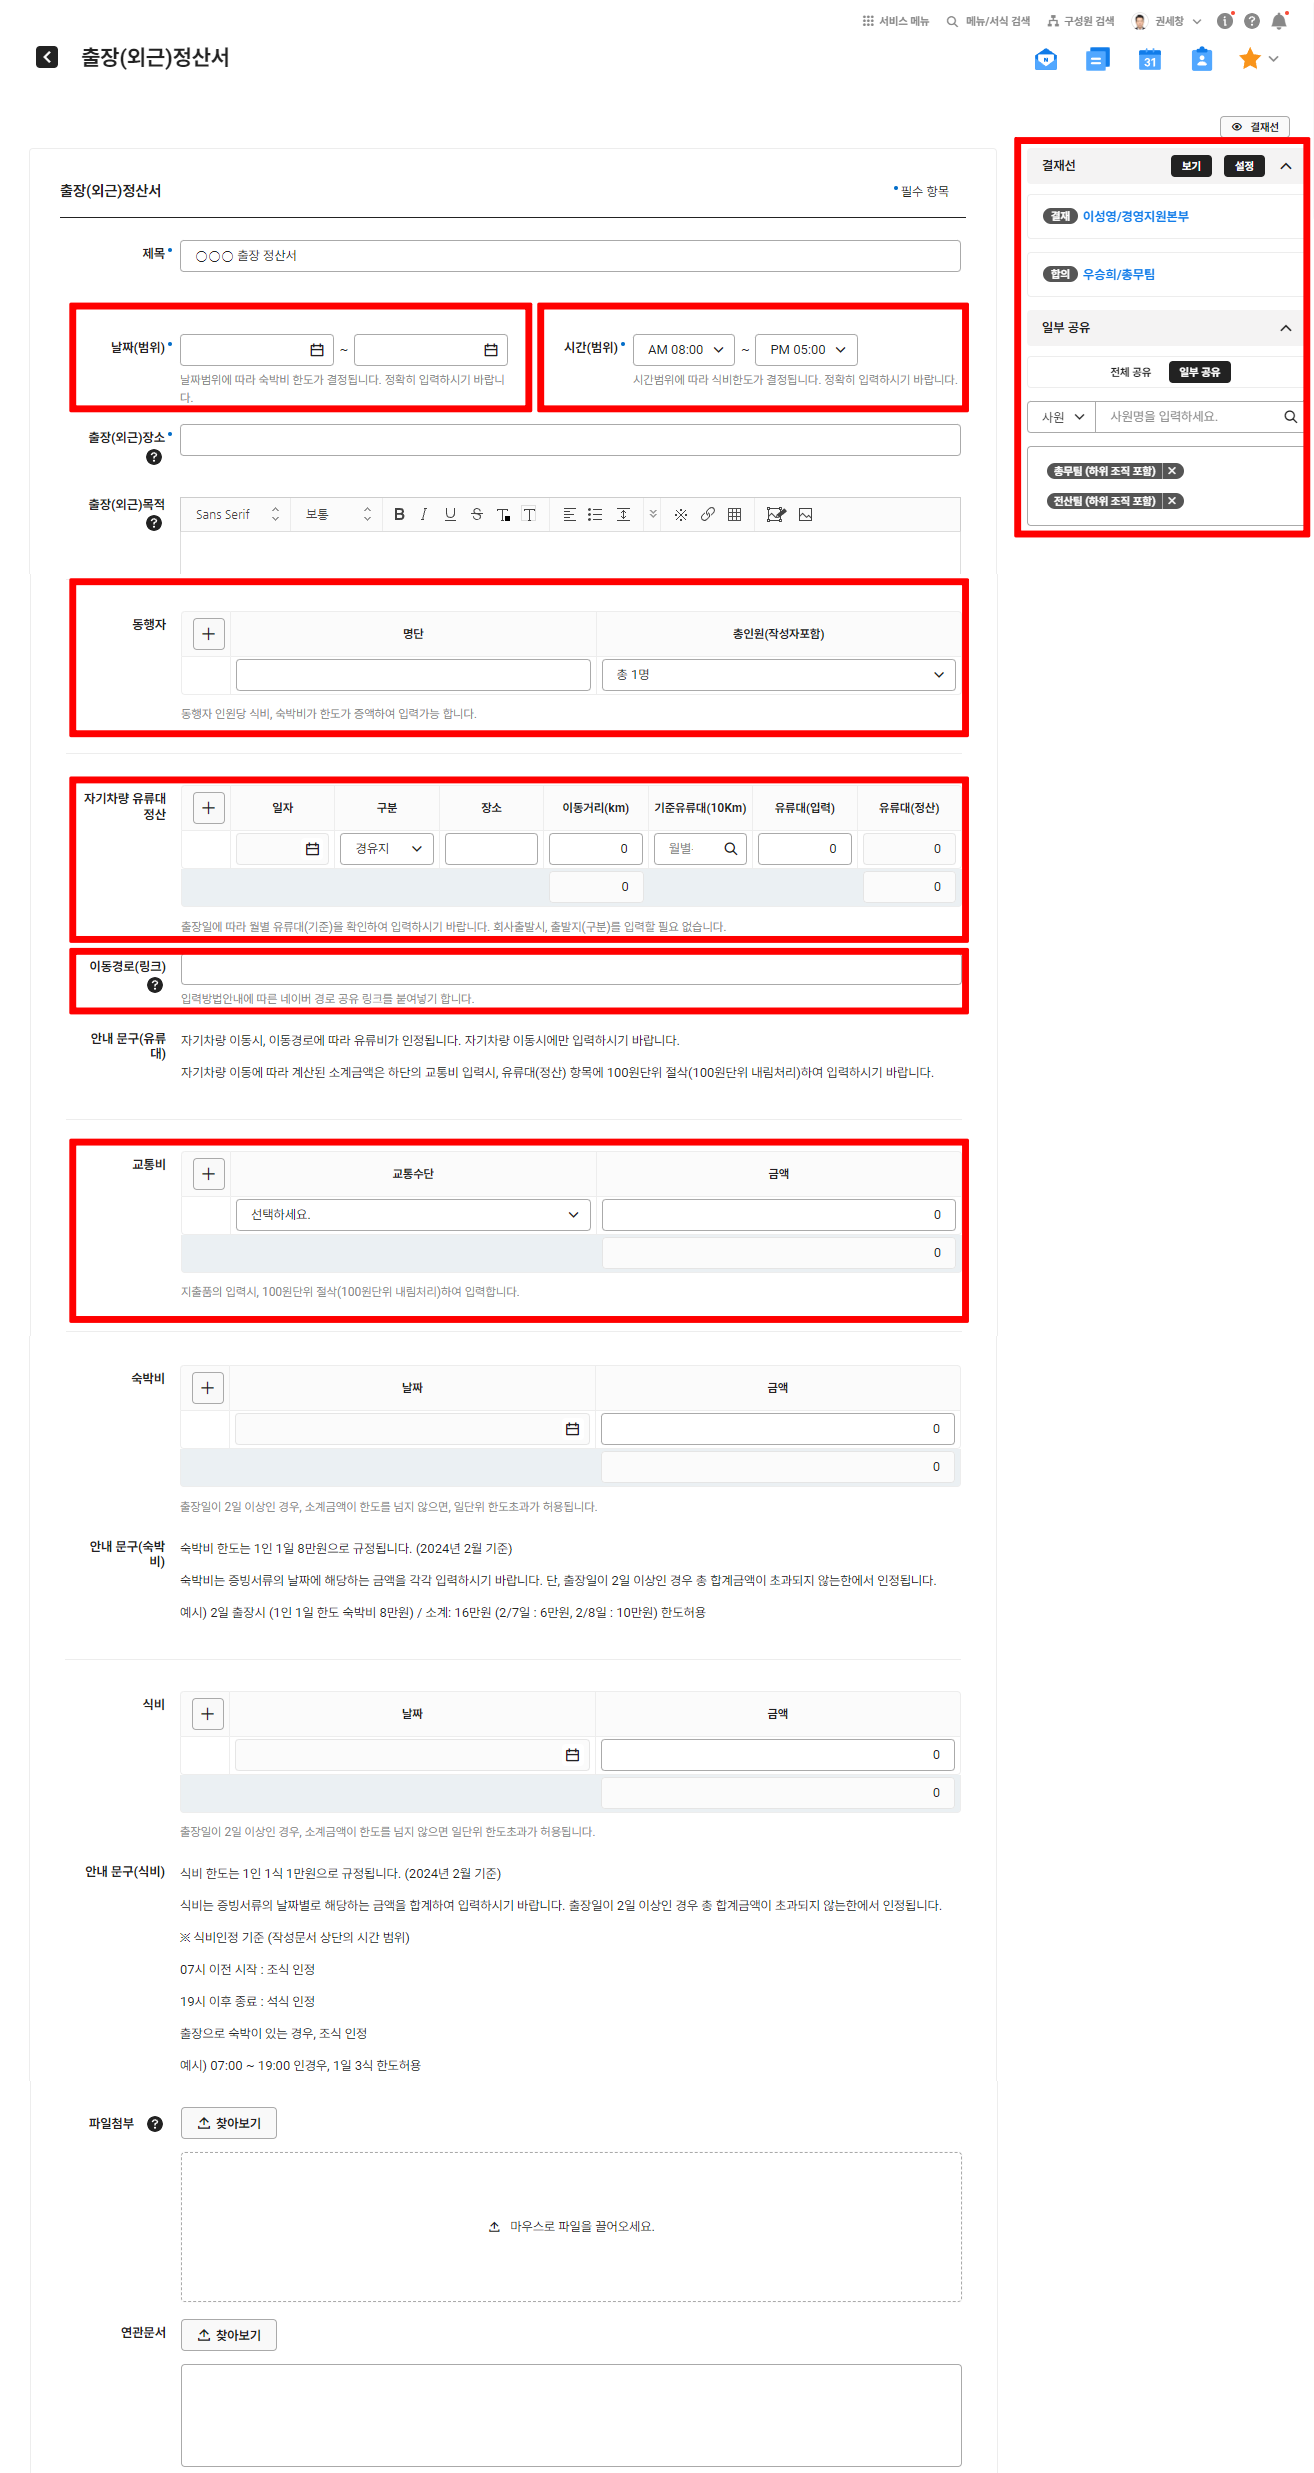 서비스 메뉴 메뉴/서식 검색 구성원 검색 권세창
출장(외근)정산서
31
결재선
출장(외근)정산서
필수 항목
제목
○○○ 출장 정산서
날짜(범위) ~
날짜범위에 따라 숙박비 한도가 결정됩니다. 정확히 입력하시기 바랍니
다.
시간(범위) AM 08:00 ~ PM 05:00
시간범위에 따라 식비한도가 결정됩니다. 정확히 입력하시기 바랍니다.
출장(외근)장소
출장(외근)목적
Sans Serif 보통
동행자
명단 총인원(작성자포함)
총 1명
동행자 인원당 식비, 숙박비가 한도가 증액하여 입력가능 합니다.
자기차량 유류대
정산
일자 구분 장소 이동거리(km) 기준유류대(10Km) 유류대(입력) 유류대(정산)
경유지 0 월별 0 0
0 0
출장일에 따라 월별 유류대(기준)을 확인하여 입력하시기 바랍니다. 회사출발시, 출발지(구분)를 입력할 필요 없습니다.
이동경로(링크)
입력방법안내에 따른 네이버 경로 공유 링크를 붙여넣기 합니다.
안내 문구(유류
대)
자기차량 이동시, 이동경로에 따라 유류비가 인정됩니다. 자기차량 이동시에만 입력하시기 바랍니다.
자기차량 이동에 따라 계산된 소계금액은 하단의 교통비 입력시, 유류대(정산) 항목에 100원단위 절삭(100원단위 내림처리)하여 입력하시기 바랍니다.
교통비
교통수단 금액
선택하세요. 0
0
지출품의 입력시, 100원단위 절삭(100원단위 내림처리)하여 입력합니다.
숙박비
날짜 금액
0
0
출장일이 2일 이상인 경우, 소계금액이 한도를 넘지 않으면, 일단위 한도초과가 허용됩니다.
안내 문구(숙박
비)
숙박비 한도는 1인 1일 8만원으로 규정됩니다. (2024년 2월 기준)
숙박비는 증빙서류의 날짜에 해당하는 금액을 각각 입력하시기 바랍니다. 단, 출장일이 2일 이상인 경우 총 합계금액이 초과되지 않는한에서 인정됩니다.
예시) 2일 출장시 (1인 1일 한도 숙박비 8만원) / 소계: 16만원 (2/7일 : 6만원, 2/8일 : 10만원) 한도허용
식비
날짜 금액
0
0
출장일이 2일 이상인 경우, 소계금액이 한도를 넘지 않으면 일단위 한도초과가 허용됩니다.
안내 문구(식비)
식비 한도는 1인 1식 1만원으로 규정됩니다. (2024년 2월 기준)
식비는 증빙서류의 날짜별로 해당하는 금액을 합계하여 입력하시기 바랍니다. 출장일이 2일 이상인 경우 총 합계금액이 초과되지 않는한에서 인정됩니다.
※ 식비인정 기준 (작성문서 상단의 시간 범위)
07시 이전 시작 : 조식 인정
19시 이후 종료 : 석식 인정
출장으로 숙박이 있는 경우, 조식 인정
예시) 07:00 ~ 19:00 인경우, 1일 3식 한도허용
파일첨부 찾아보기
마우스로 파일을 끌어오세요.
연관문서 찾아보기
결재선 보기 설정
결재 이성영/경영지원본부
합의 우승희/총무팀
일부 공유
전체 공유 일부 공유
사원 사원명을 입력하세요.
총무팀 (하위 조직 포함) ×
전산팀 (하위 조직 포함) ×